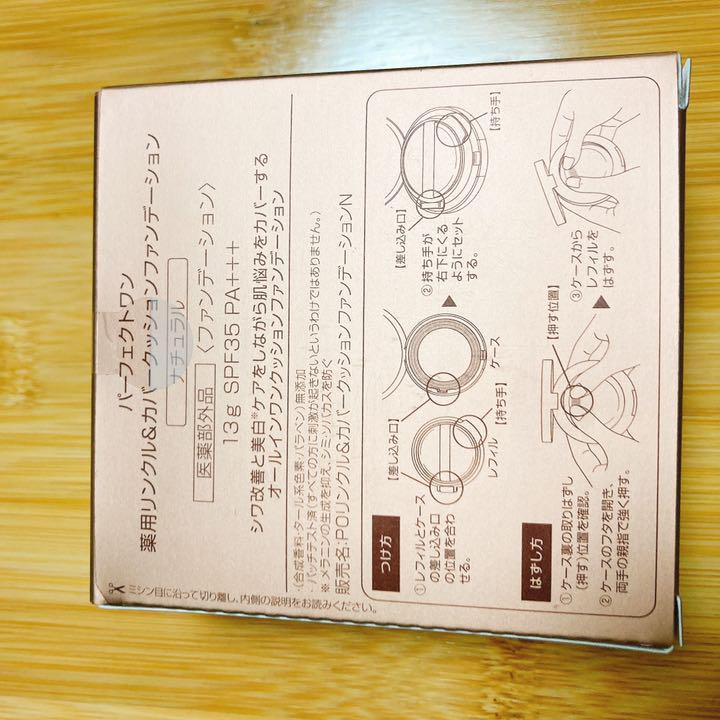 パーフェクトワン
薬用リンクル&カバークッションファンデーション
ナチュラル
医薬部外品 〈ファンデーション〉
13g SPF35 PA+++
シワ改善と美白※ケアをしながら肌悩みをカバーする
オールインワンクッションファンデーション
・(合成香料・タール系色素・パラベン)無添加
・パッチテスト済(すべての方に刺激が起きないというわけではありません。)
※ メラニンの生成を抑え、シミ・ソバカスを防ぐ
販売名:POリンクル&カバークッションファンデーションN
つけ方
①レフィルとケース
の差し込み口
の位置を合わ
せる。
【差し込み口】
レフィル
【持ち手】
ケース
②持ち手が
右下にくる
ようにセット
する。
【差し込み口】
【持ち手】
はずし方
①ケース裏の取りはずし
(押す)位置を確認。
②ケースのフタを開き、
両手の親指で強く押す。
【押す位置】
③ケースから
レフィルを
はずす。
ミシン目に沿って切り離し、内側の説明をお読みください。